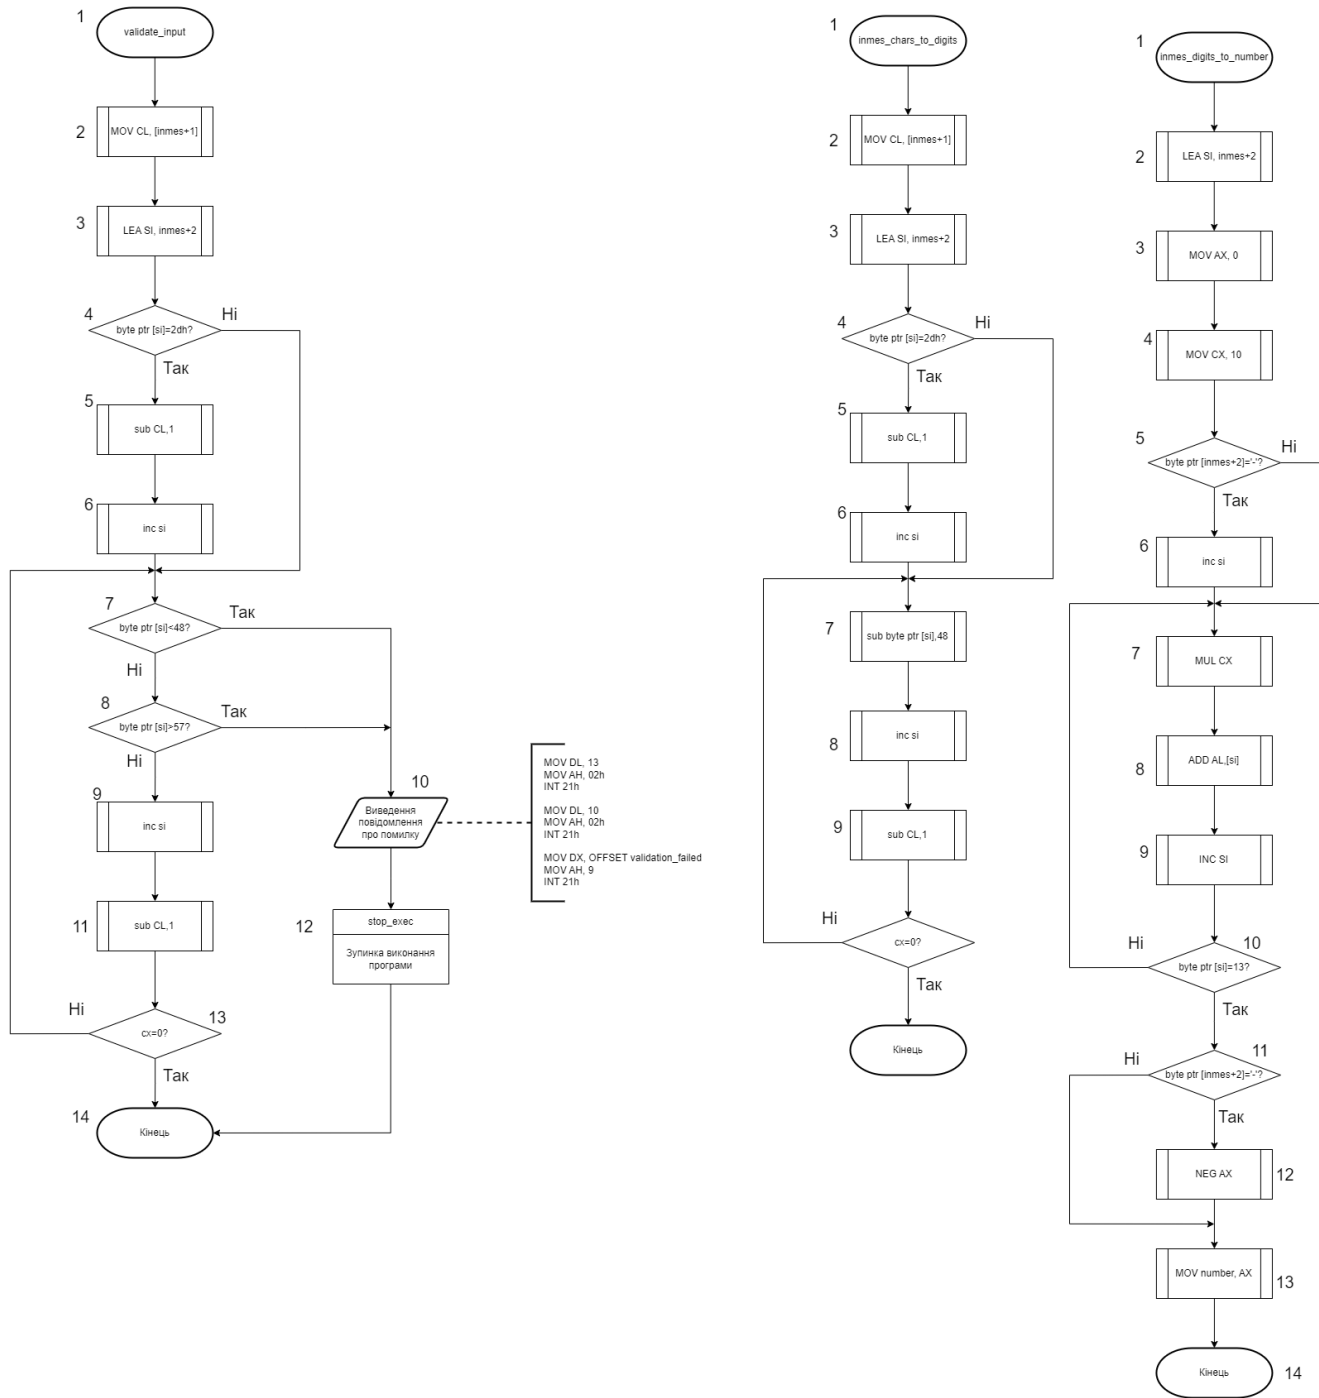 1
validate_input
2
MOV CL, [inmes+1]
3
LEA SI, inmes+2
4
byte ptr [si]=2dh?
Ні
Так
5
sub CL,1
6
inc si
7
byte ptr [si]<48?
Так
Ні
8
byte ptr [si]>57?
Так
Ні
9
inc si
10
Виведення
повідомлення
про помилку
MOV DL, 13
MOV AH, 02h
INT 21h
MOV DL, 10
MOV AH, 02h
INT 21h
MOV DX, OFFSET validation_failed
MOV AH, 9
INT 21h
11
sub CL,1
12
stop_exec
Зупинка виконання
програми
Ні
13
cx=0?
Так
14
Кінець
1
inmes_chars_to_digits
2
MOV CL, [inmes+1]
3
LEA SI, inmes+2
4
byte ptr [si]=2dh?
Ні
Так
5
sub CL,1
6
inc si
7
sub byte ptr [si],48
8
inc si
9
sub CL,1
Ні
cx=0?
Так
Кінець
1
inmes_digits_to_number
2
LEA SI, inmes+2
3
MOV AX, 0
4
MOV CX, 10
5
byte ptr [inmes+2]='-'?
Ні
Так
6
inc si
7
MUL CX
8
ADD AL,[si]
9
INC SI
Ні
10
byte ptr [si]=13?
Так
Ні
11
byte ptr [inmes+2]='-'?
Так
NEG AX
12
MOV number, AX
13
Кінець
14